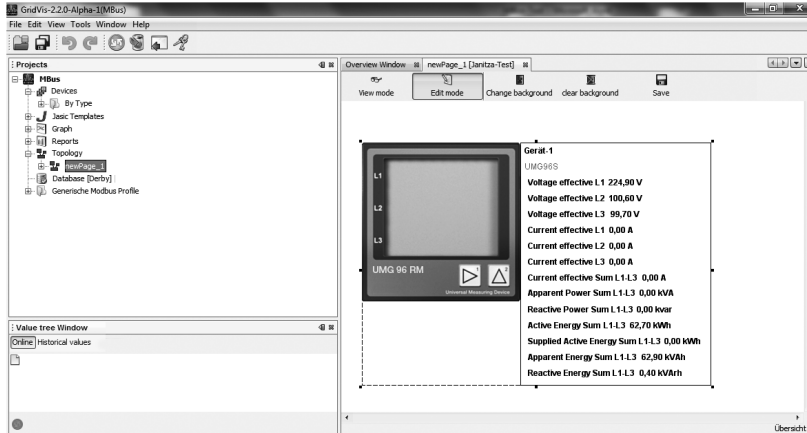 GridVis-2.2.0-Alpha-1(MBus)
File Edit View Tools Window Help
Projects
MBus
Devices
By Type
Jasic Templates
Graph
Reports
Topology
newPage_1
Database [Derby]
Generische Modbus Profile
Value tree Window
Online Historical values
Overview Window newPage_1 [Janitza-Test]
View mode Edit mode Change background clear background Save
L1
L2
L3
UMG 96 RM
1 2
Universal Measuring Device
Gerät-1
UMG96S
Voltage effective L1 224,90 V
Voltage effective L2 100,60 V
Voltage effective L3 99,70 V
Current effective L1 0,00 A
Current effective L2 0,00 A
Current effective L3 0,00 A
Current effective Sum L1-L3 0,00 A
Apparent Power Sum L1-L3 0,00 kVA
Reactive Power Sum L1-L3 0,00 kvar
Active Energy Sum L1-L3 62,70 kWh
Supplied Active Energy Sum L1-L3 0,00 kWh
Apparent Energy Sum L1-L3 62,90 kVAh
Reactive Energy Sum L1-L3 0,40 kVArh
Übersicht